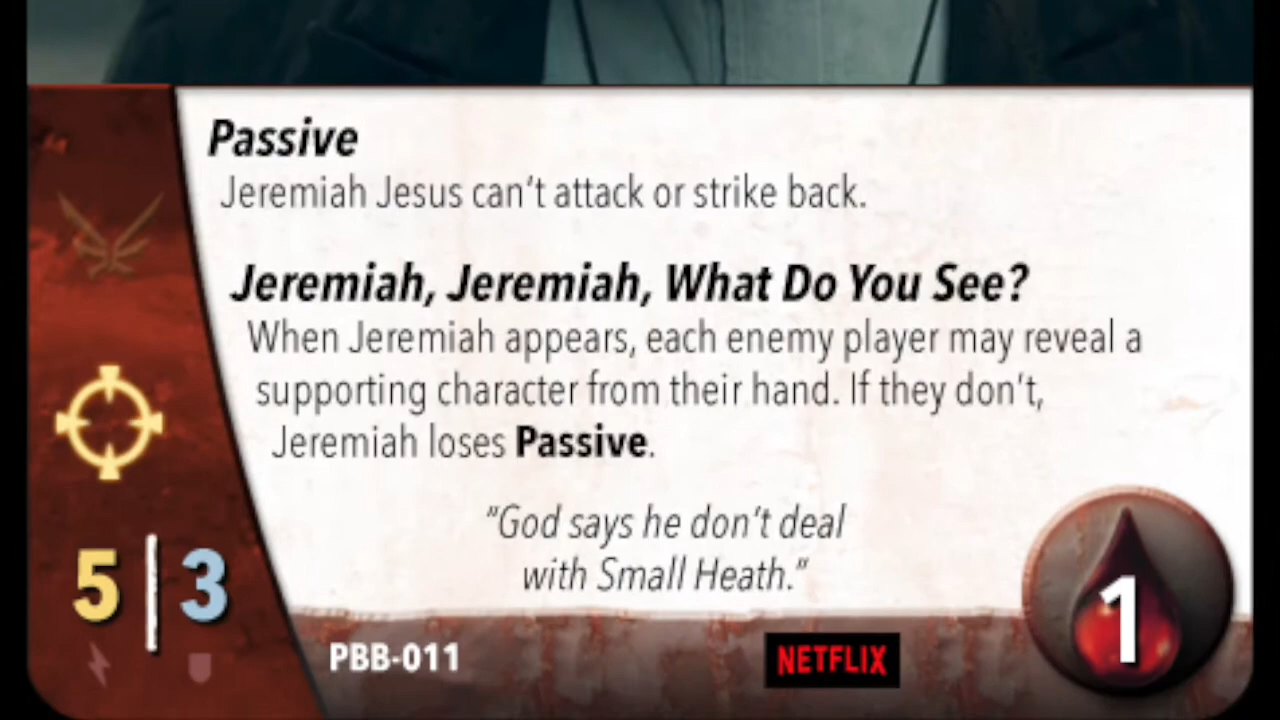 Passive
Jeremiah Jesus can't attack or strike back.
Jeremiah, Jeremiah, What Do You See?
When Jeremiah appears, each enemy player may reveal a
supporting character from their hand. If they don't,
Jeremiah loses Passive.
"God says he don't deal
with Small Heath."
5 | 3
1
PBB-011
NETFLIX